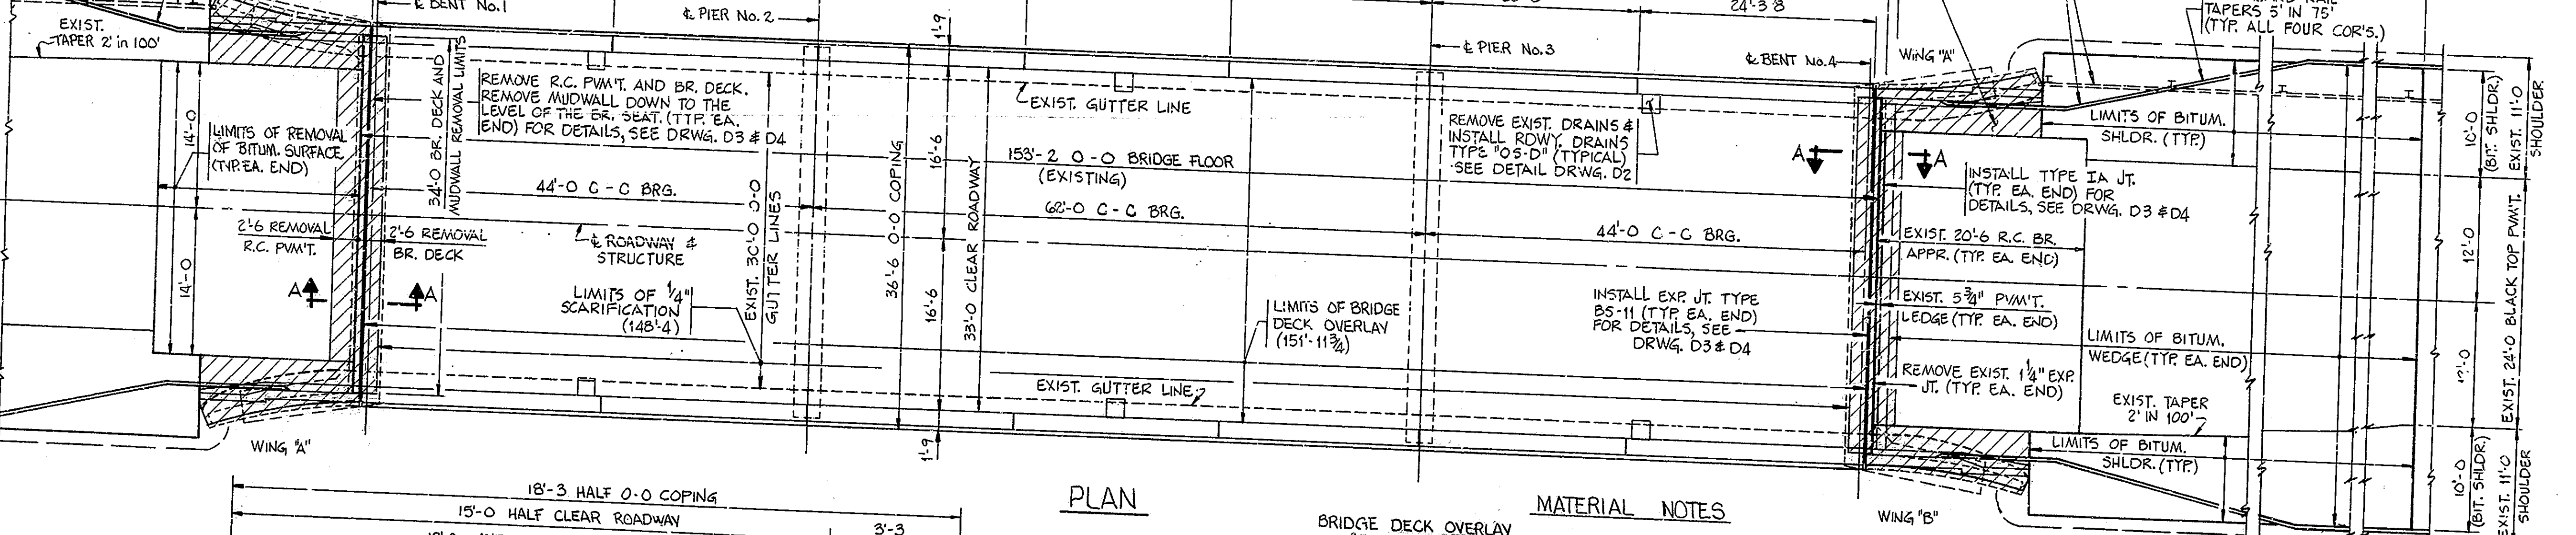 EXIST.
TAPER 2' in 100'
℄ BENT No.1
℄ PIER No. 2
1'-9
24'-3 8
℄ PIER No.3
℄ BENT No.4
WING "A"
TAPERS 5' IN 75'
(TYP. ALL FOUR COR'S.)
14'-0
LIMITS OF REMOVAL
OF BITUM. SURFACE
(TYP. EA. END)
2'-6 REMOVAL
R.C. PVM'T.
14'-0
34'-0 BR. DECK AND
MUDWALL REMOVAL LIMITS
REMOVE R.C. PVM'T. AND BR. DECK.
REMOVE MUDWALL DOWN TO THE
LEVEL OF THE BR. SEAT. (TYP. EA.
END) FOR DETAILS, SEE DRWG. D3 & D4
44'-0 C-C BRG.
2'-6 REMOVAL
BR. DECK
℄ ROADWAY &
STRUCTURE
A
A
LIMITS OF 1/4"
SCARIFICATION
(148'-4)
EXIST. 30'-0 0-0
GUTTER LINES
36'-6 0-0 COPING
16'-6
16'-6
33'-0 CLEAR ROADWAY
1'-9
EXIST. GUTTER LINE
153'-2 0-0 BRIDGE FLOOR
(EXISTING)
62'-0 C-C BRG.
LIMITS OF BRIDGE
DECK OVERLAY
(151'-11 3/4)
EXIST. GUTTER LINE
REMOVE EXIST. DRAINS &
INSTALL RDWY. DRAINS
TYPE "OS-D" (TYPICAL)
SEE DETAIL DRWG. D2
44'-0 C-C BRG.
INSTALL EXP. JT. TYPE
BS-11 (TYP. EA. END)
FOR DETAILS, SEE
DRWG. D3 & D4
A
A
LIMITS OF BITUM.
SHLDR. (TYP.)
INSTALL TYPE IA JT.
(TYP. EA. END) FOR
DETAILS, SEE DRWG. D3 & D4
EXIST. 20'-6 R.C. BR.
APPR. (TYP. EA. END)
EXIST. 5 3/4" PVM'T.
LEDGE (TYP. EA. END)
LIMITS OF BITUM.
WEDGE (TYP. EA. END)
REMOVE EXIST. 1 1/4" EXP.
JT. (TYP. EA. END)
EXIST. TAPER
2' IN 100'
LIMITS OF BITUM.
SHLDR. (TYP.)
10'-0
(BIT. SHLDR.)
EXIST. 11'-0
SHOULDER
12'-0
EXIST. 24'-0 BLACK TOP PVM'T.
10'-0
(BIT. SHLDR.)
EXIST. 11'-0
SHOULDER
WING "A"
WING "B"
18'-3 HALF 0-0 COPING
15'-0 HALF CLEAR ROADWAY
3'-3
PLAN
MATERIAL NOTES
BRIDGE DECK OVERLAY